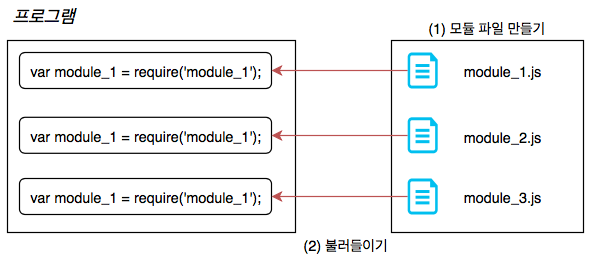 프로그램
(1) 모듈 파일 만들기
var module_1 = require('module_1');
module_1.js
var module_1 = require('module_1');
module_2.js
var module_1 = require('module_1');
module_3.js
(2) 불러들이기